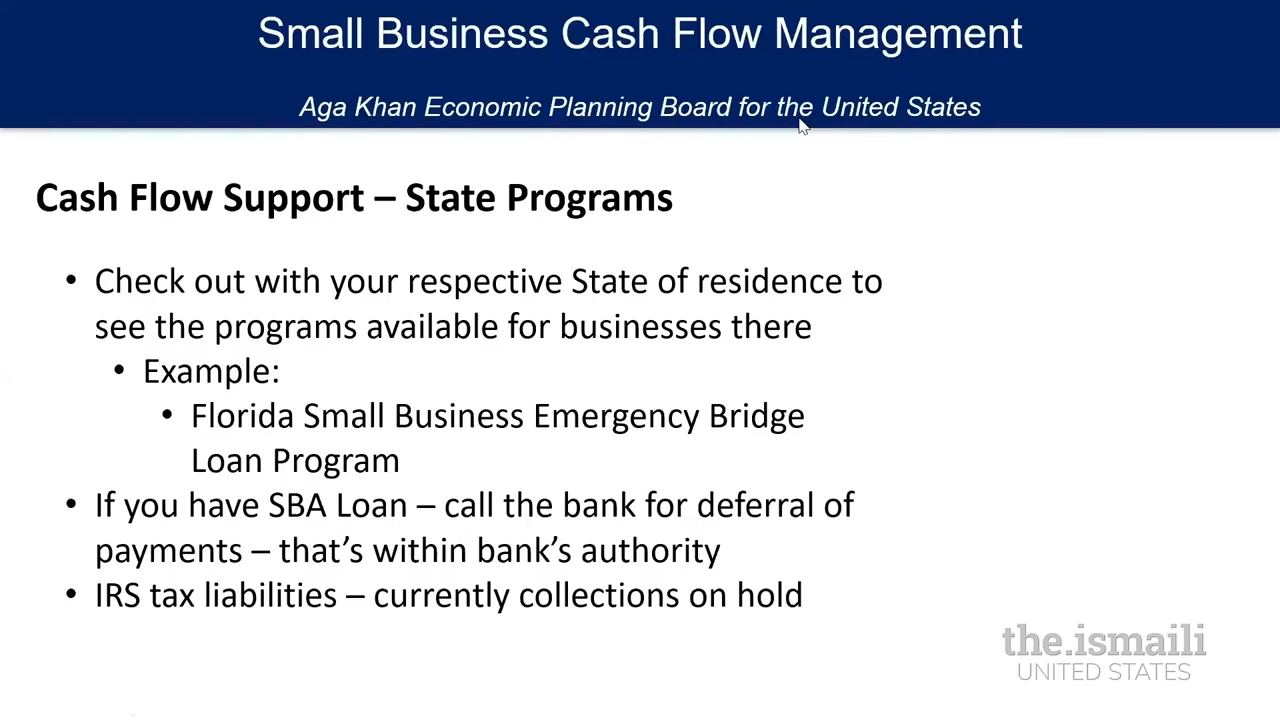 Small Business Cash Flow Management
Aga Khan Economic Planning Board for the United States
Cash Flow Support – State Programs
• Check out with your respective State of residence to
see the programs available for businesses there
• Example:
• Florida Small Business Emergency Bridge
Loan Program
• If you have SBA Loan – call the bank for deferral of
payments – that’s within bank’s authority
• IRS tax liabilities – currently collections on hold
the.ismaili
UNITED STATES